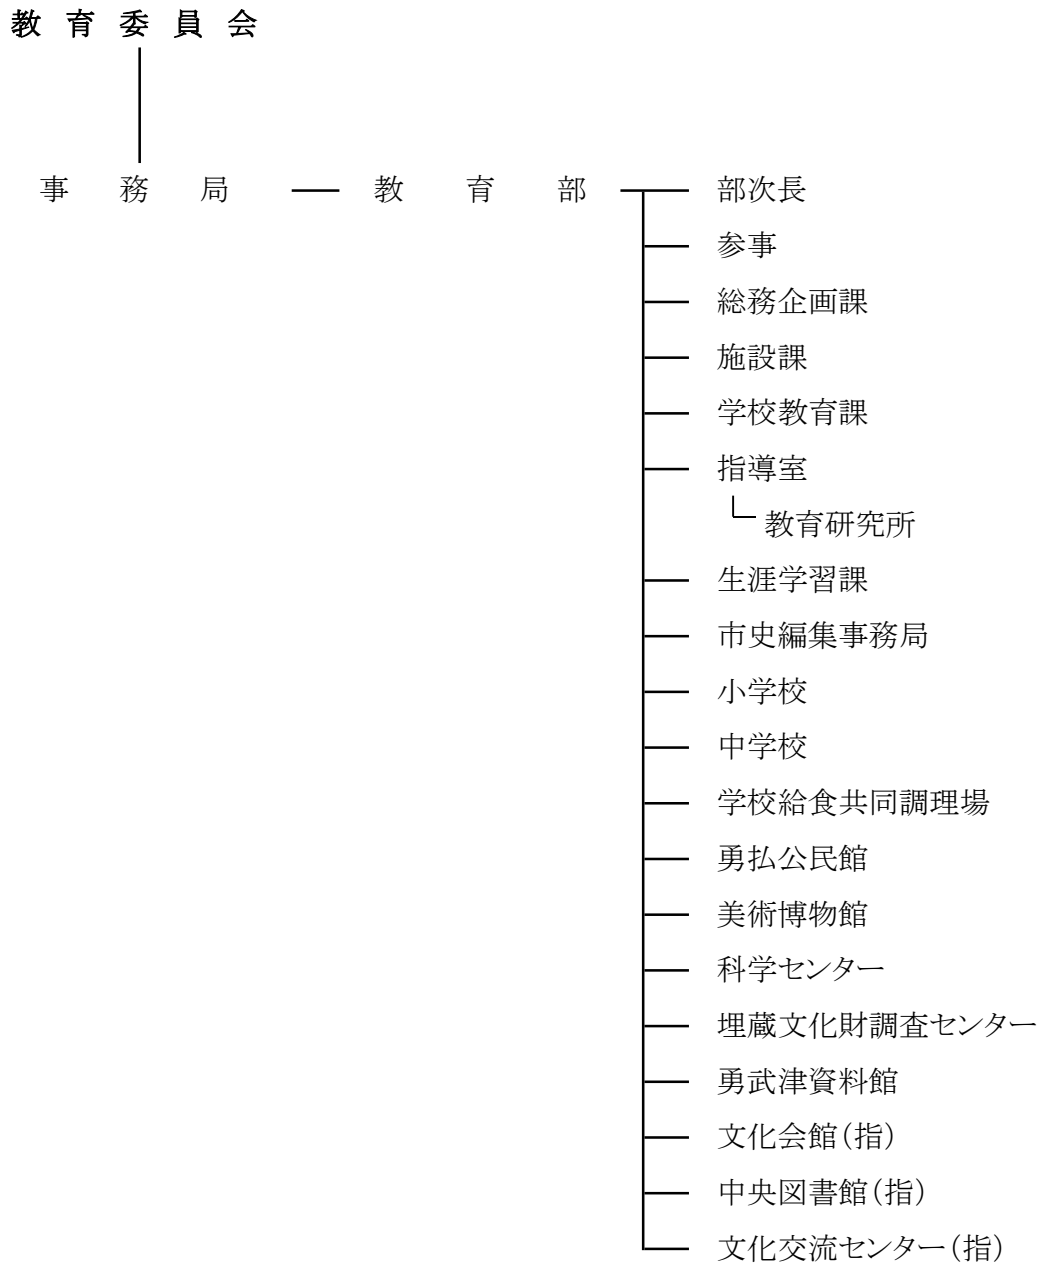 教育委員会
事務局 教育部 部次長
参事
総務企画課
施設課
学校教育課
指導室
教育研究所
生涯学習課
市史編集事務局
小学校
中学校
学校給食共同調理場
勇払公民館
美術博物館
科学センター
埋蔵文化財調査センター
勇武津資料館
文化会館(指)
中央図書館(指)
文化交流センター(指)